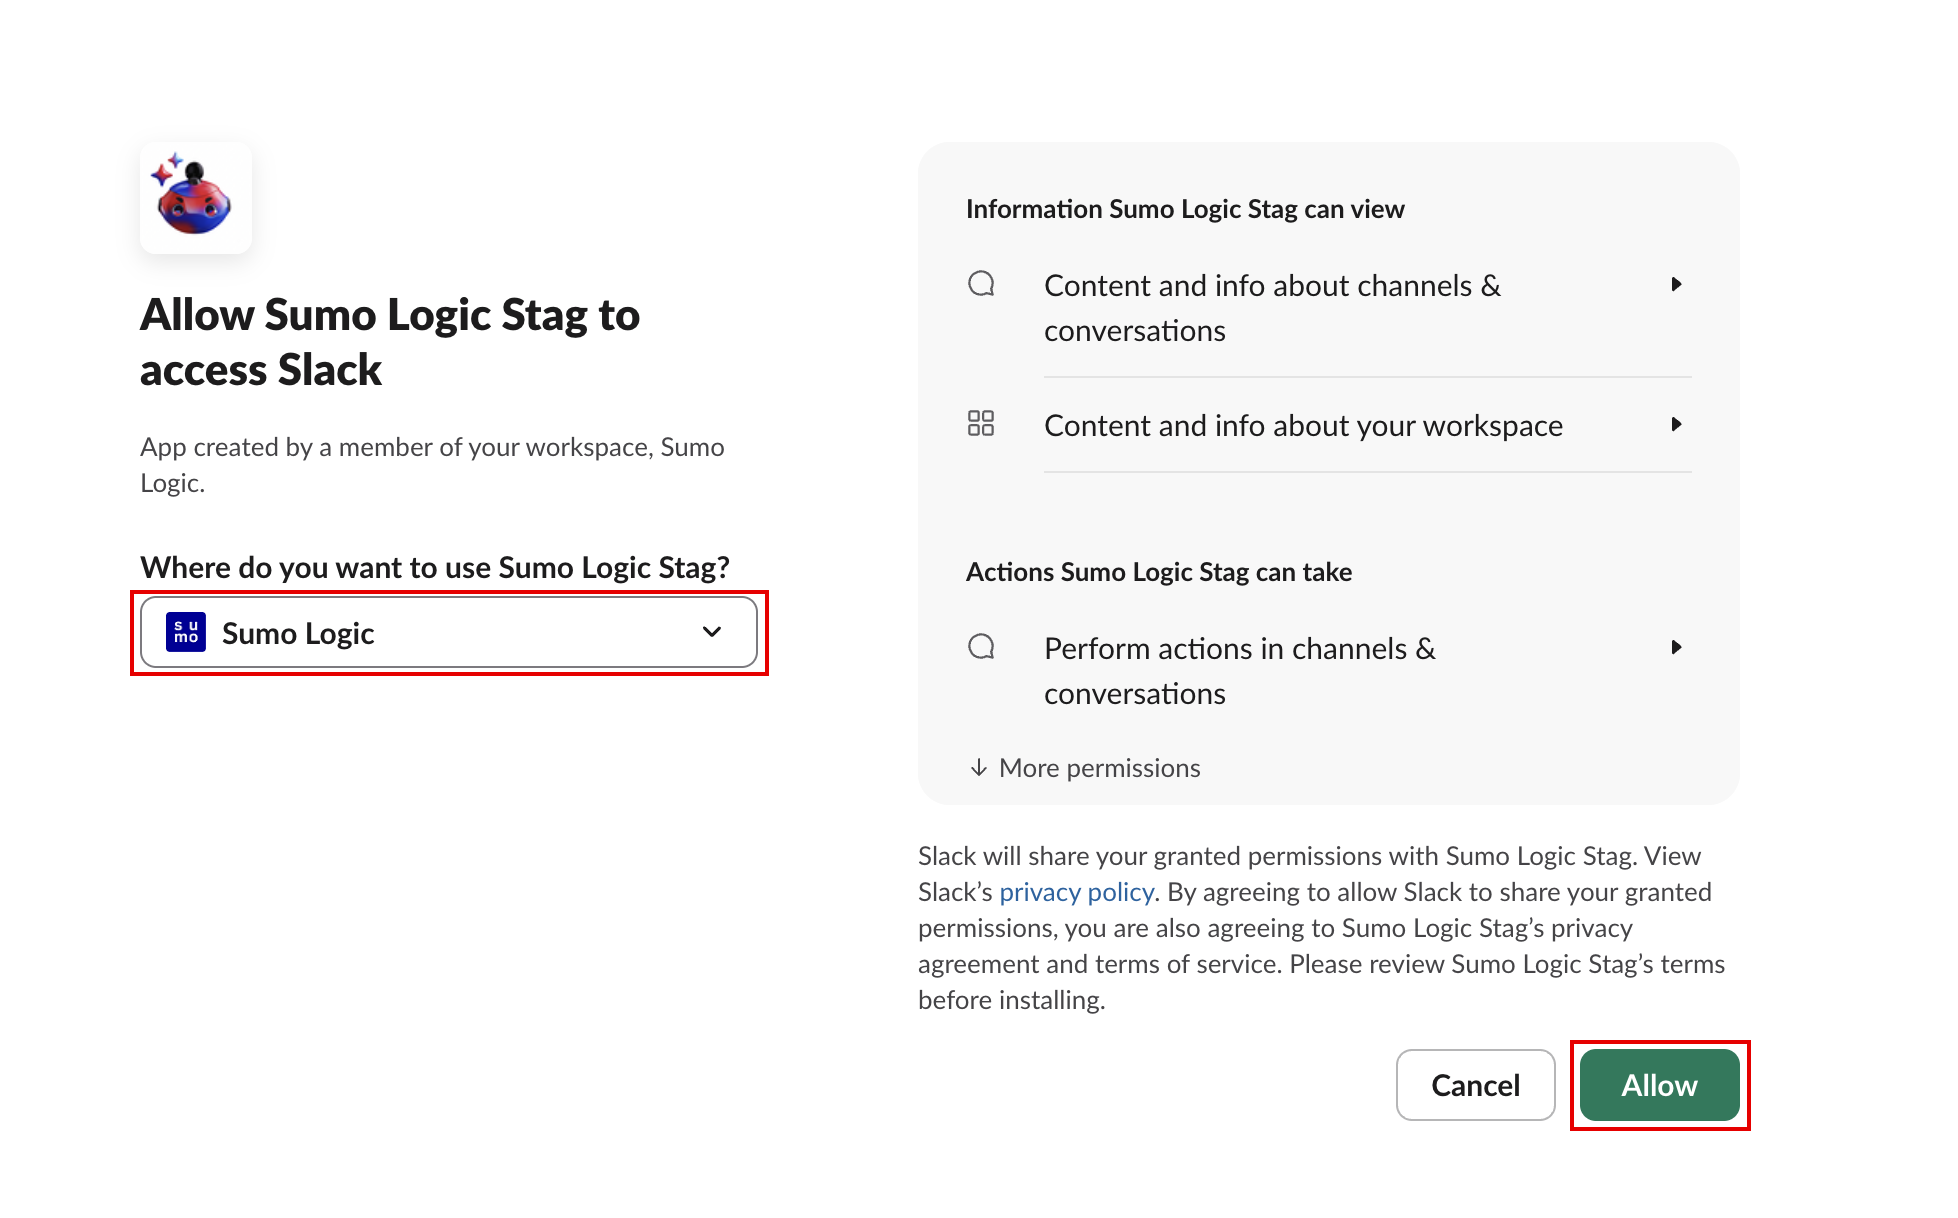 Allow Sumo Logic Stag to
access Slack
App created by a member of your workspace, Sumo
Logic.
Where do you want to use Sumo Logic Stag?
su
mo
Sumo Logic
Information Sumo Logic Stag can view
Content and info about channels &
conversations
Content and info about your workspace
Actions Sumo Logic Stag can take
Perform actions in channels &
conversations
↓ More permissions
Slack will share your granted permissions with Sumo Logic Stag. View
Slack’s privacy policy. By agreeing to allow Slack to share your granted
permissions, you are also agreeing to Sumo Logic Stag’s privacy
agreement and terms of service. Please review Sumo Logic Stag’s terms
before installing.
Cancel
Allow